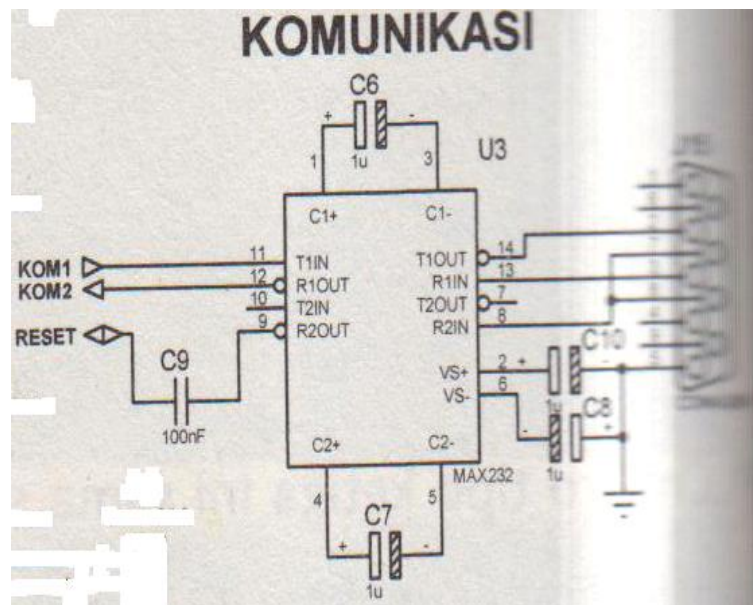 KOMUNIKASI
C6
+ -
1 1u 3 U3
C1+ C1-
KOM1 11 T1IN T1OUT 14
KOM2 12 R1OUT R1IN 13
10 T2IN T2OUT 7
RESET 9 R2OUT R2IN 8
C9 C10
VS+ 2 + -
VS- 6 1u
100nF - C8 +
C2+ C2- 1u
MAX232
4 5
C7
+ -
1u